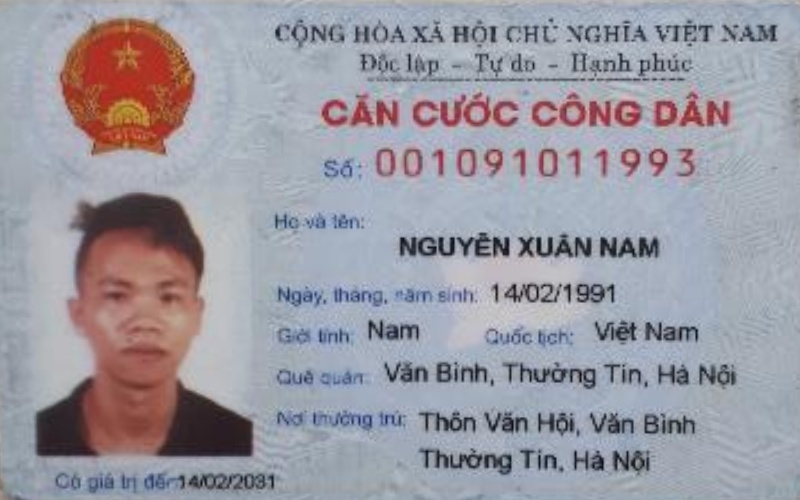 CỘNG HÒA XÃ HỘI CHỦ NGHĨA VIỆT NAM
Độc lập - Tự do - Hạnh phúc
CĂN CƯỚC CÔNG DÂN
Số: 001091011993
Họ và tên:
NGUYỄN XUÂN NAM
Ngày, tháng, năm sinh: 14/02/1991
Giới tính: Nam Quốc tịch: Việt Nam
Quê quán: Văn Bình, Thường Tín, Hà Nội
Nơi thường trú: Thôn Văn Hội, Văn Bình
Thường Tín, Hà Nội
Có giá trị đến: 14/02/2031